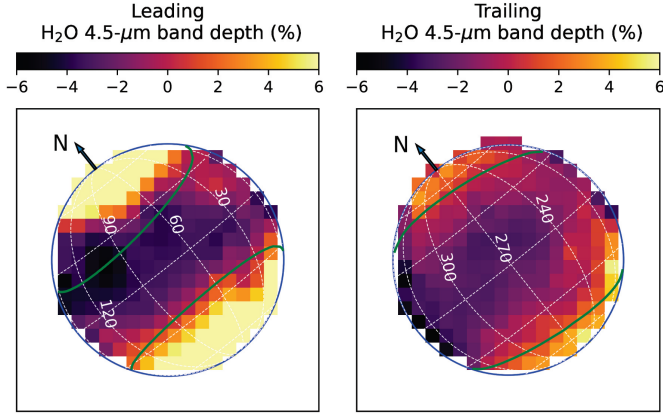 Leading
H₂O 4.5-μm band depth (%)
−6 −4 −2 0 2 4 6
N
30
60
90
120
Trailing
H₂O 4.5-μm band depth (%)
−6 −4 −2 0 2 4 6
N
240
270
300